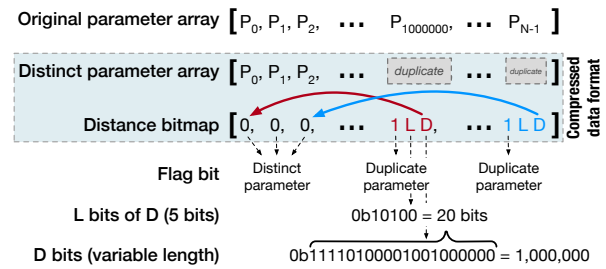 Original parameter array [P0, P1, P2, ... P1000000, ... PN-1]
Distinct parameter array [P0, P1, P2, ... duplicate ... duplicate]
Distance bitmap [0, 0, 0, ... 1 L D, ... 1 L D]
Compressed
data format
Flag bit
Distinct
parameter
Duplicate
parameter
Duplicate
parameter
L bits of D (5 bits) 0b10100 = 20 bits
D bits (variable length) 0b11110100001001000000 = 1,000,000